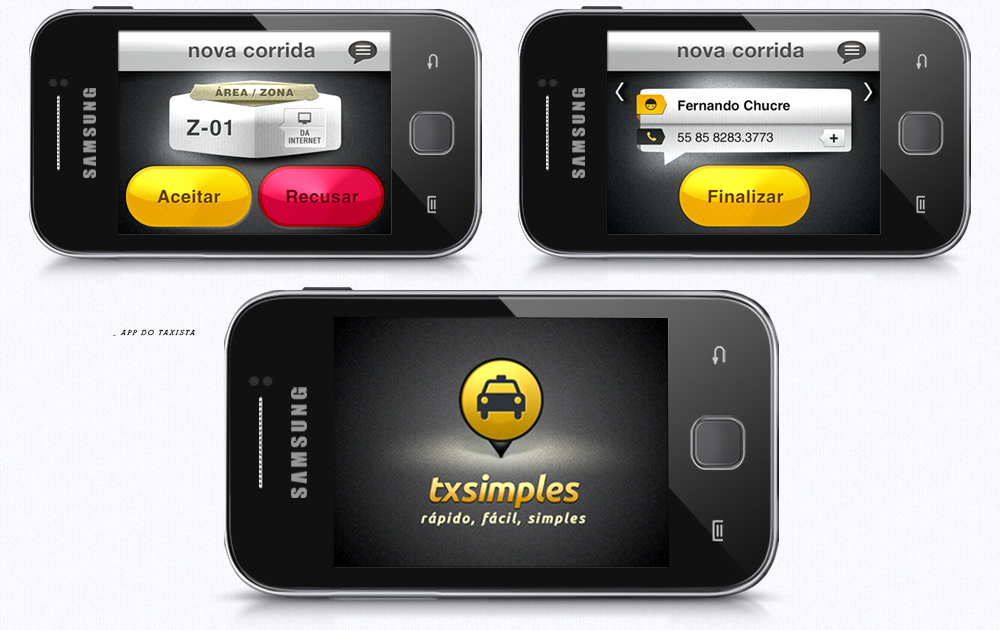 SAMSUNG
nova corrida
ÁREA / ZONA
Z-01
DA
INTERNET
Aceitar
Recusar
SAMSUNG
nova corrida
Fernando Chucre
55 85 8283.3773
+
Finalizar
_ APP DO TAXISTA
SAMSUNG
txsimples
rápido, fácil, simples